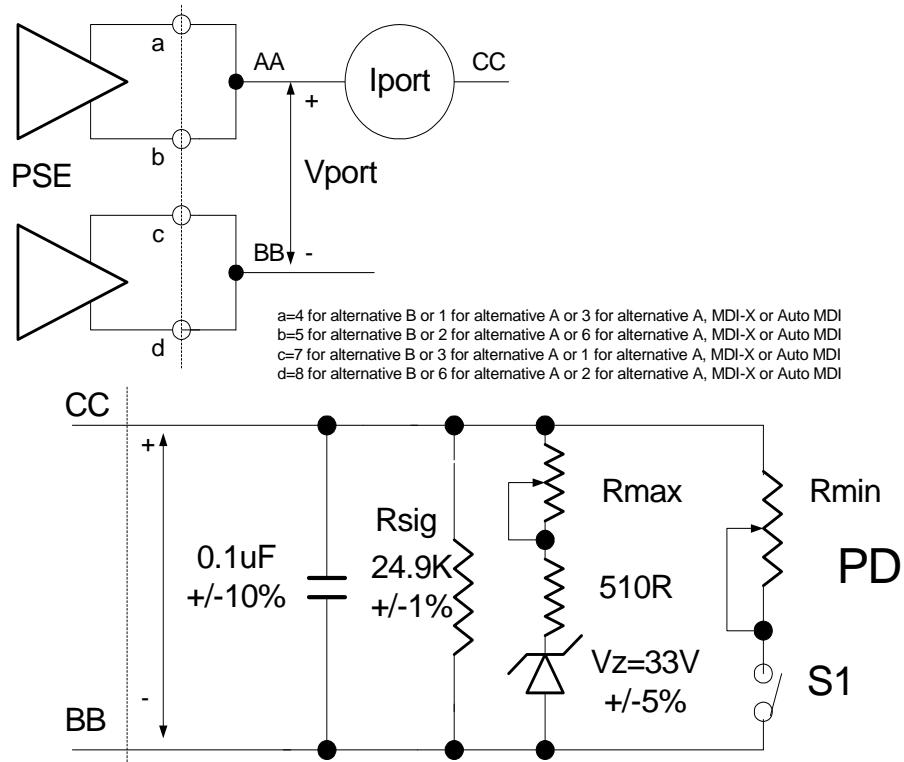 a
AA
Iport
CC
+
b
PSE
Vport
c
BB
-
d
a=4 for alternative B or 1 for alternative A or 3 for alternative A, MDI-X or Auto MDI
b=5 for alternative B or 2 for alternative A or 6 for alternative A, MDI-X or Auto MDI
c=7 for alternative B or 3 for alternative A or 1 for alternative A, MDI-X or Auto MDI
d=8 for alternative B or 6 for alternative A or 2 for alternative A, MDI-X or Auto MDI
CC
+
0.1uF
+/-10%
Rsig
24.9K
+/-1%
Rmax
510R
Vz=33V
+/-5%
Rmin
PD
S1
-
BB